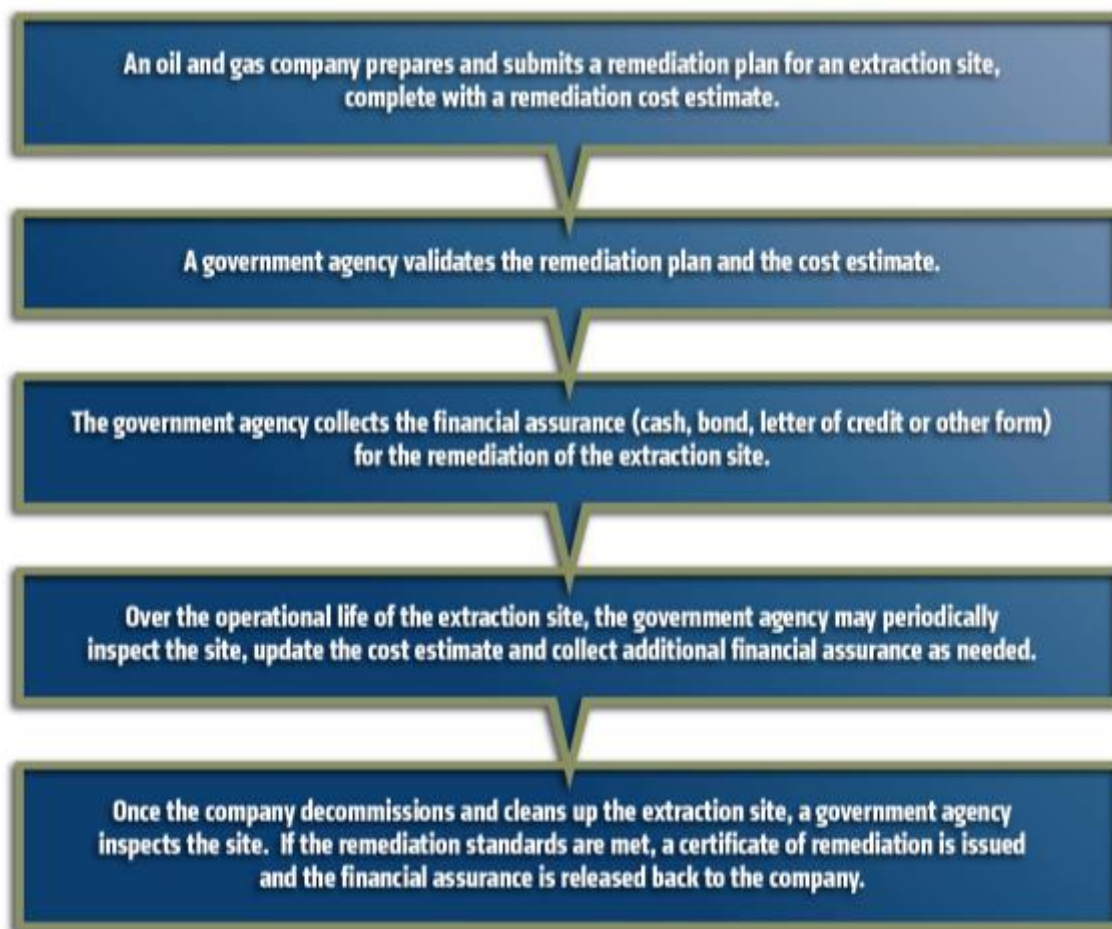 An oil and gas company prepares and submits a remediation plan for an extraction site,
complete with a remediation cost estimate.
A government agency validates the remediation plan and the cost estimate.
The government agency collects the financial assurance (cash, bond, letter of credit or other form)
for the remediation of the extraction site.
Over the operational life of the extraction site, the government agency may periodically
inspect the site, update the cost estimate and collect additional financial assurance as needed.
Once the company decommissions and cleans up the extraction site, a government agency
inspects the site. If the remediation standards are met, a certificate of remediation is issued
and the financial assurance is released back to the company.